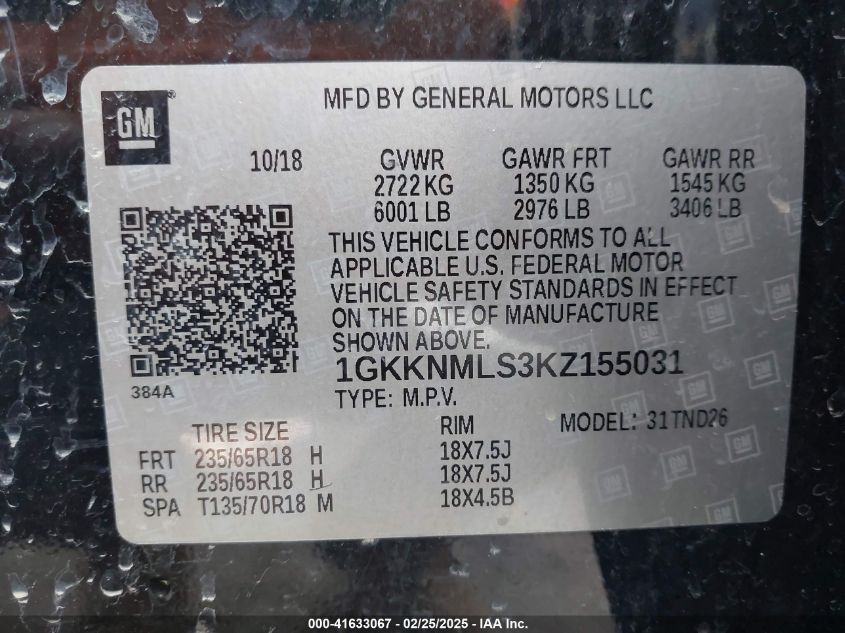 GM
MFD BY GENERAL MOTORS LLC
10/18 GVWR GAWR FRT GAWR RR
2722 KG 1350 KG 1545 KG
6001 LB 2976 LB 3406 LB
THIS VEHICLE CONFORMS TO ALL
APPLICABLE U.S. FEDERAL MOTOR
VEHICLE SAFETY STANDARDS IN EFFECT
ON THE DATE OF MANUFACTURE
SHOWN ABOVE.
1GKKNMLS3KZ155031
384A
TYPE: M.P.V.
TIRE SIZE RIM MODEL: 31TND26
FRT 235/65R18 H 18X7.5J
RR 235/65R18 H 18X7.5J
SPA T135/70R18 M 18X4.5B
000-41633067 - 02/25/2025 - IAAI.com